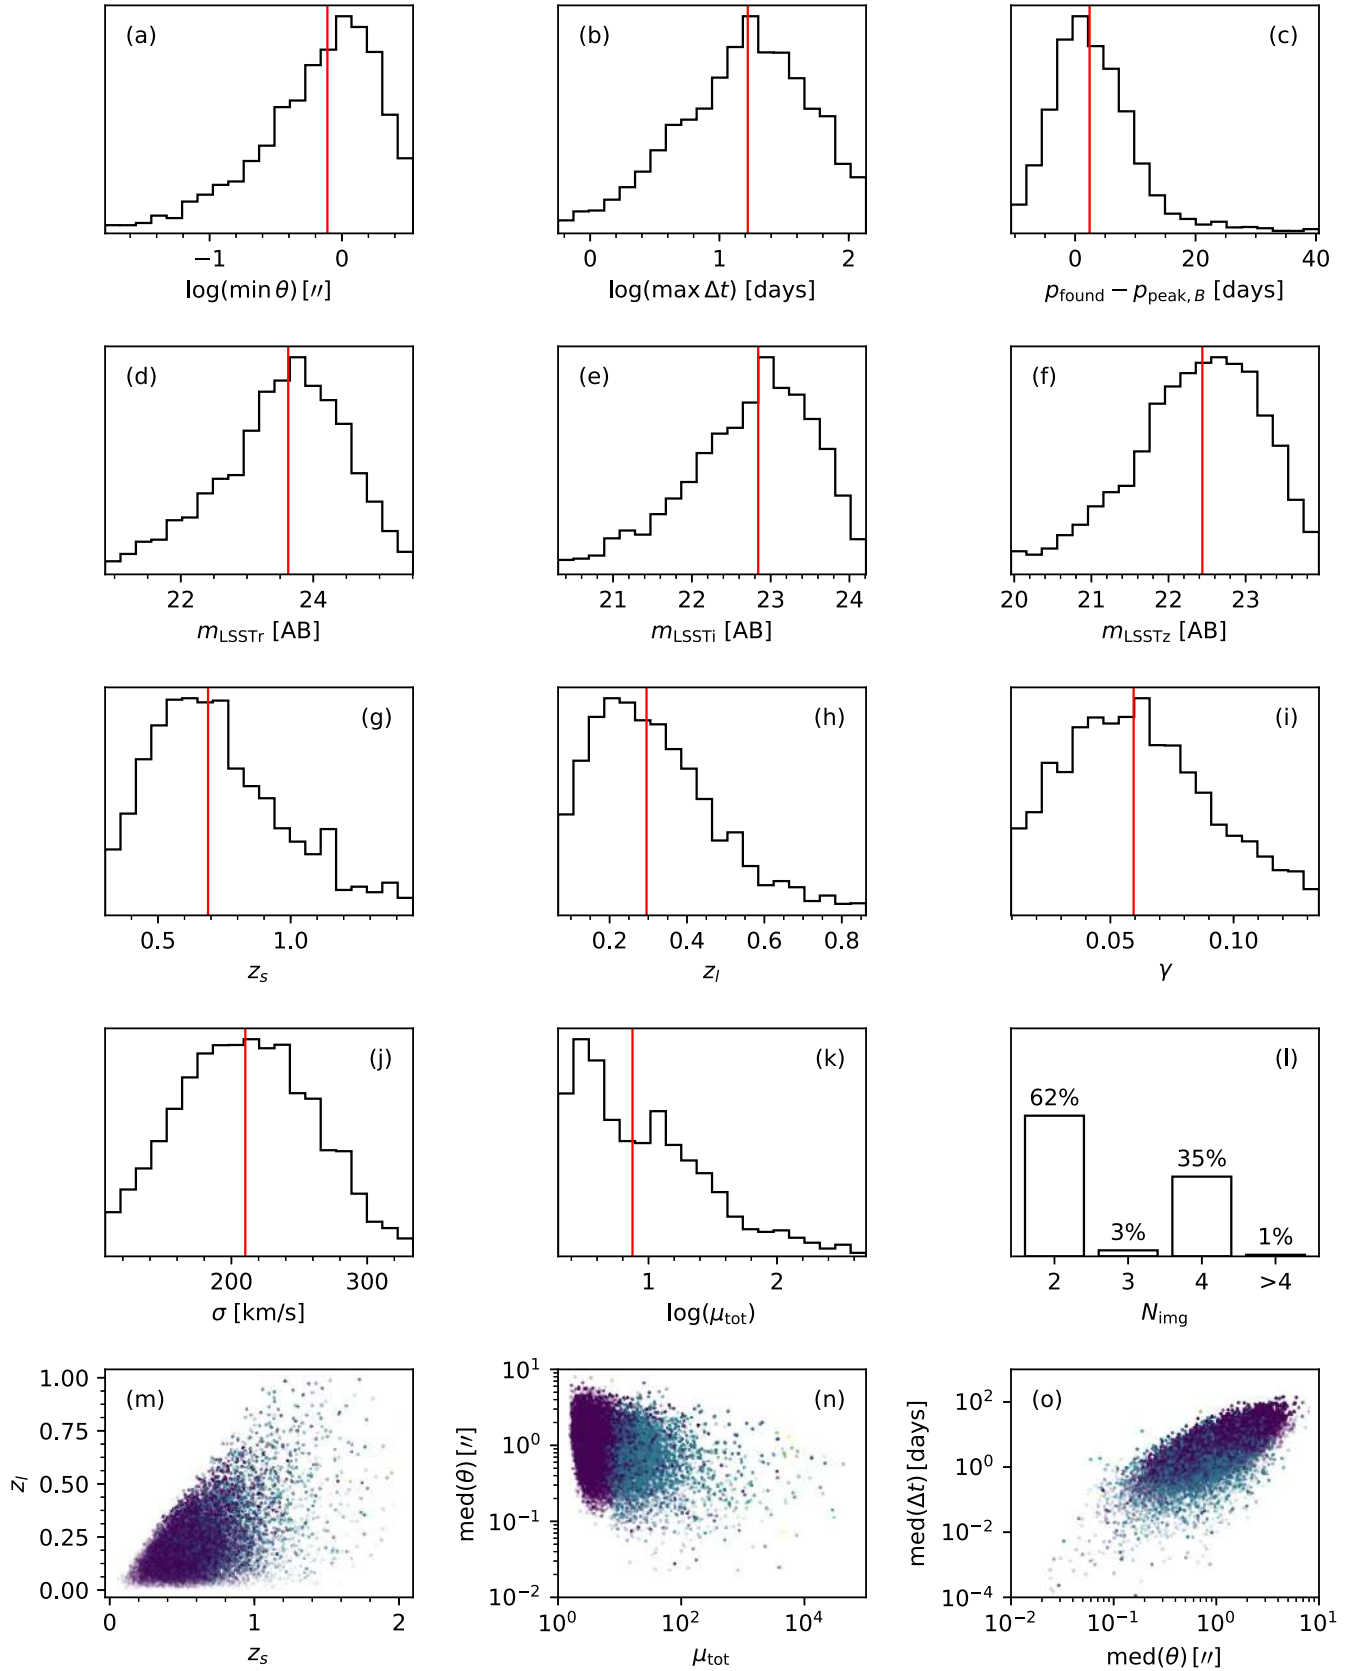 (a) (b) (c)
−1 0 0 1 2 0 20 40
log(min θ) [″] log(max Δt) [days] p_found − p_peak, B [days]
(d) (e) (f)
22 24 21 22 23 24 20 21 22 23
m_LSSTr [AB] m_LSSTi [AB] m_LSSTz [AB]
(g) (h) (i)
0.5 1.0 0.2 0.4 0.6 0.8 0.05 0.10
z_s z_l γ
(j) (k) (l)
62%
35%
3% 1%
200 300 1 2 2 3 4 >4
σ [km/s] log(μ_tot) N_img
(m) (n) (o)
1.00
0.75
0.50
0.25
0.00
z_l
0 1 2
z_s
10^1
10^0
10^−1
10^−2
med(θ) [″]
10^0 10^2 10^4
μ_tot
10^2
10^0
10^−2
10^−4
med(Δt) [days]
10^−2 10^−1 10^0 10^1
med(θ) [″]